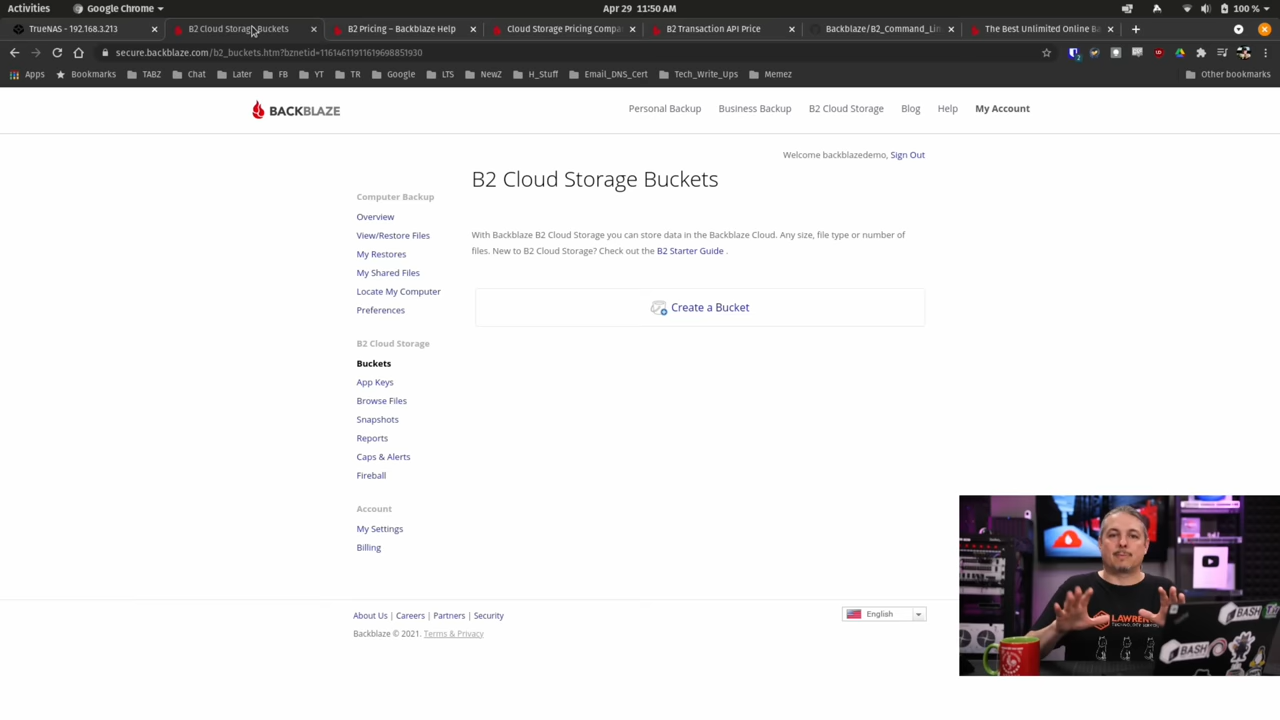 Activities
Google Chrome
Apr 29 11:50 AM
100 %
TrueNAS - 192.168.3.213
B2 Cloud Storage Buckets
B2 Pricing – Backblaze Help
Cloud Storage Pricing Compa
B2 Transaction API Price
Backblaze/B2_Command_Lin
The Best Unlimited Online Ba
secure.backblaze.com/b2_buckets.htm?bznetid=11614611911619698851930
Apps
Bookmarks
TABZ
Chat
Later
FB
YT
TR
Google
LTS
NewZ
H_Stuff
Email_DNS_Cert
Tech_Write_Ups
Memez
Other bookmarks
BACKBLAZE
Personal Backup
Business Backup
B2 Cloud Storage
Blog
Help
My Account
Welcome backblazedemo, Sign Out
Computer Backup
Overview
View/Restore Files
My Restores
My Shared Files
Locate My Computer
Preferences
B2 Cloud Storage
Buckets
App Keys
Browse Files
Snapshots
Reports
Caps & Alerts
Fireball
Account
My Settings
Billing
B2 Cloud Storage Buckets
With Backblaze B2 Cloud Storage you can store data in the Backblaze Cloud. Any size, file type or number of
files. New to B2 Cloud Storage? Check out the B2 Starter Guide .
Create a Bucket
About Us | Careers | Partners | Security
Backblaze © 2021. Terms & Privacy
English
BASH
BASH